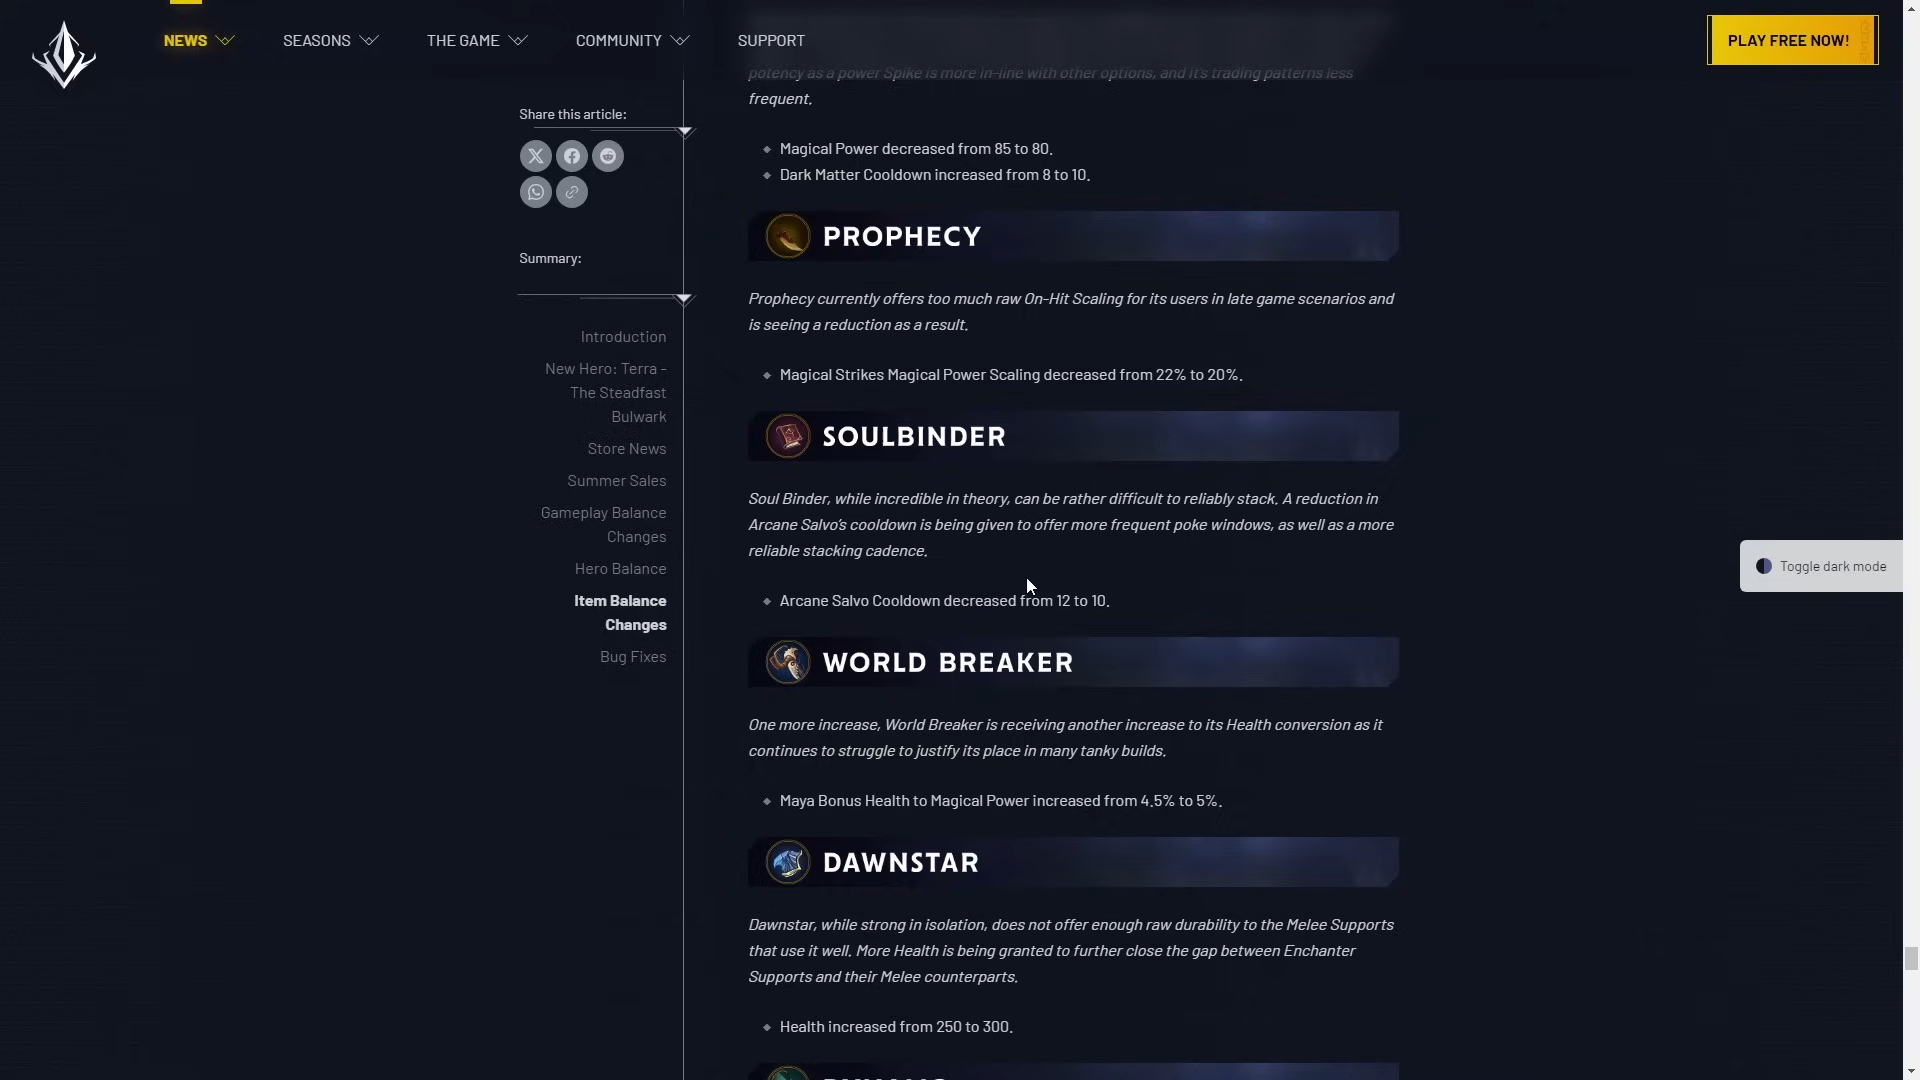 NEWS
SEASONS
THE GAME
COMMUNITY
SUPPORT
PLAY FREE NOW!
Share this article:
Summary:
Introduction
New Hero: Terra -
The Steadfast
Bulwark
Store News
Summer Sales
Gameplay Balance
Changes
Hero Balance
Item Balance
Changes
Bug Fixes
potency as a power Spike is more in-line with other options, and it's trading patterns less
frequent.
Magical Power decreased from 85 to 80.
Dark Matter Cooldown increased from 8 to 10.
PROPHECY
Prophecy currently offers too much raw On-Hit Scaling for its users in late game scenarios and
is seeing a reduction as a result.
Magical Strikes Magical Power Scaling decreased from 22% to 20%.
SOULBINDER
Soul Binder, while incredible in theory, can be rather difficult to reliably stack. A reduction in
Arcane Salvo's cooldown is being given to offer more frequent poke windows, as well as a more
reliable stacking cadence.
Arcane Salvo Cooldown decreased from 12 to 10.
WORLD BREAKER
One more increase, World Breaker is receiving another increase to its Health conversion as it
continues to struggle to justify its place in many tanky builds.
Maya Bonus Health to Magical Power increased from 4.5% to 5%.
DAWNSTAR
Dawnstar, while strong in isolation, does not offer enough raw durability to the Melee Supports
that use it well. More Health is being granted to further close the gap between Enchanter
Supports and their Melee counterparts.
Health increased from 250 to 300.
Toggle dark mode